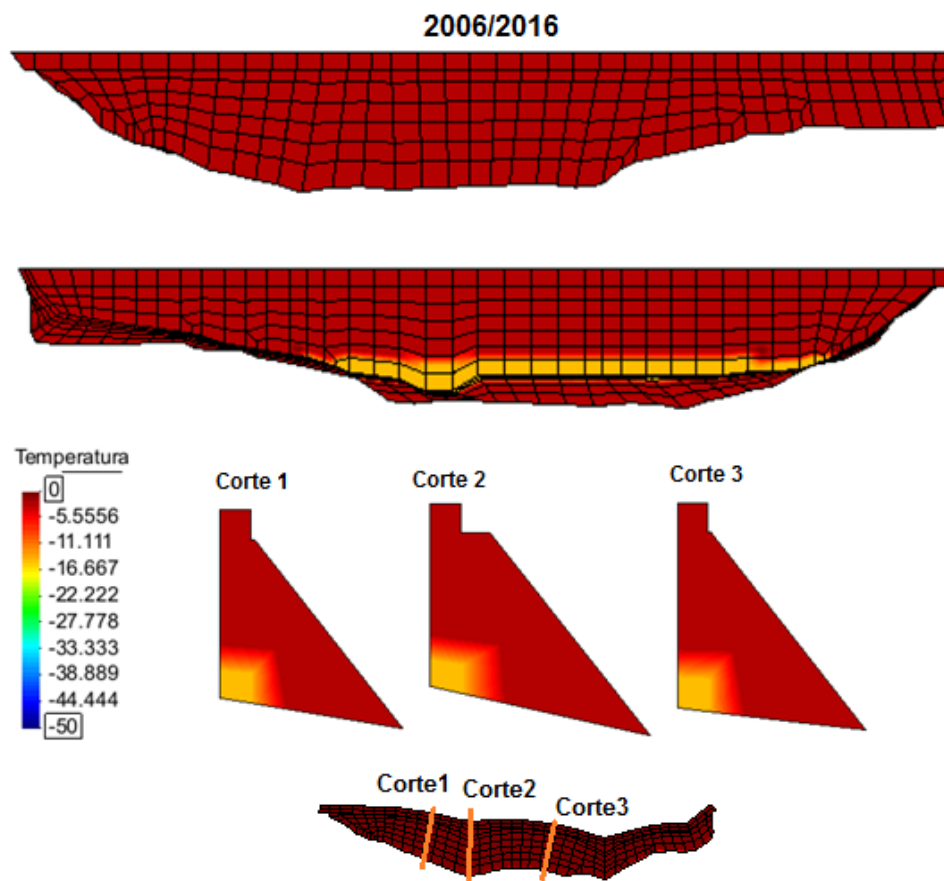 2006/2016
Temperatura
0
-5.5556
-11.111
-16.667
-22.222
-27.778
-33.333
-38.889
-44.444
-50
Corte 1
Corte 2
Corte 3
Corte1
Corte2
Corte3